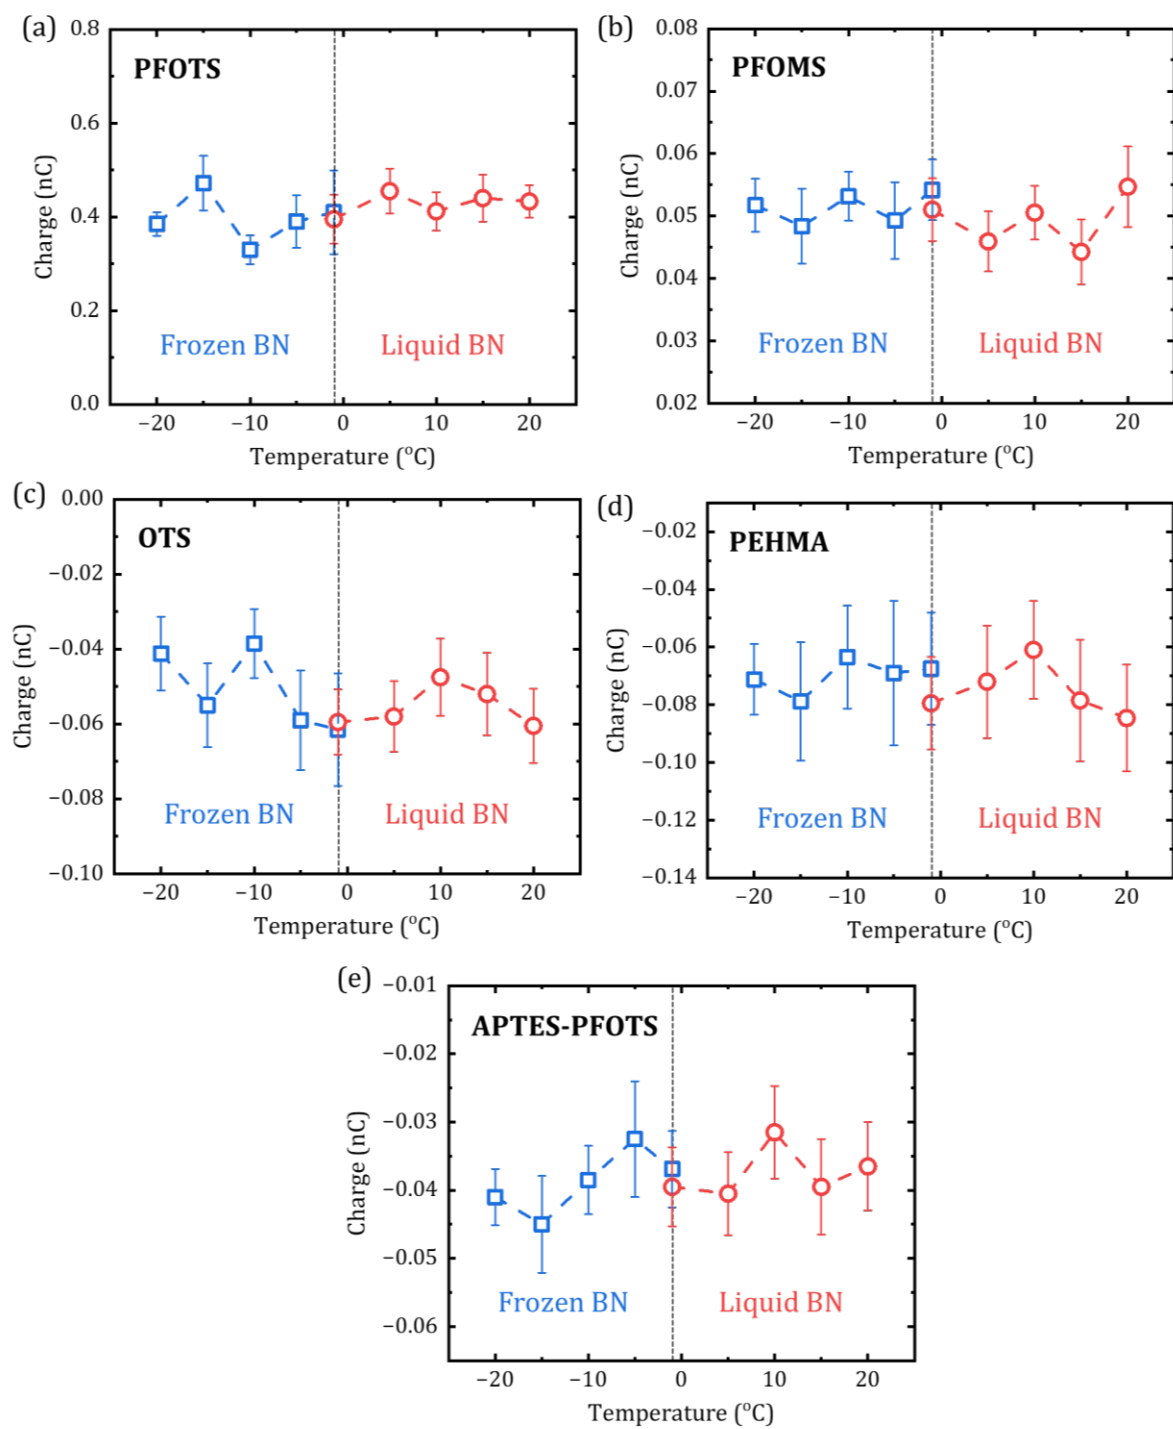 (a)
PFOTS
0.8
0.6
0.4
0.2
0.0
Charge (nC)
Frozen BN
Liquid BN
−20
−10
0
10
20
Temperature (°C)
(b)
PFOMS
0.08
0.07
0.06
0.05
0.04
0.03
0.02
Charge (nC)
Frozen BN
Liquid BN
−20
−10
0
10
20
Temperature (°C)
(c)
OTS
0.00
−0.02
−0.04
−0.06
−0.08
−0.10
Charge (nC)
Frozen BN
Liquid BN
−20
−10
0
10
20
Temperature (°C)
(d)
PEHMA
−0.02
−0.04
−0.06
−0.08
−0.10
−0.12
−0.14
Charge (nC)
Frozen BN
Liquid BN
−20
−10
0
10
20
Temperature (°C)
(e)
APTES-PFOTS
−0.01
−0.02
−0.03
−0.04
−0.05
−0.06
Charge (nC)
Frozen BN
Liquid BN
−20
−10
0
10
20
Temperature (°C)